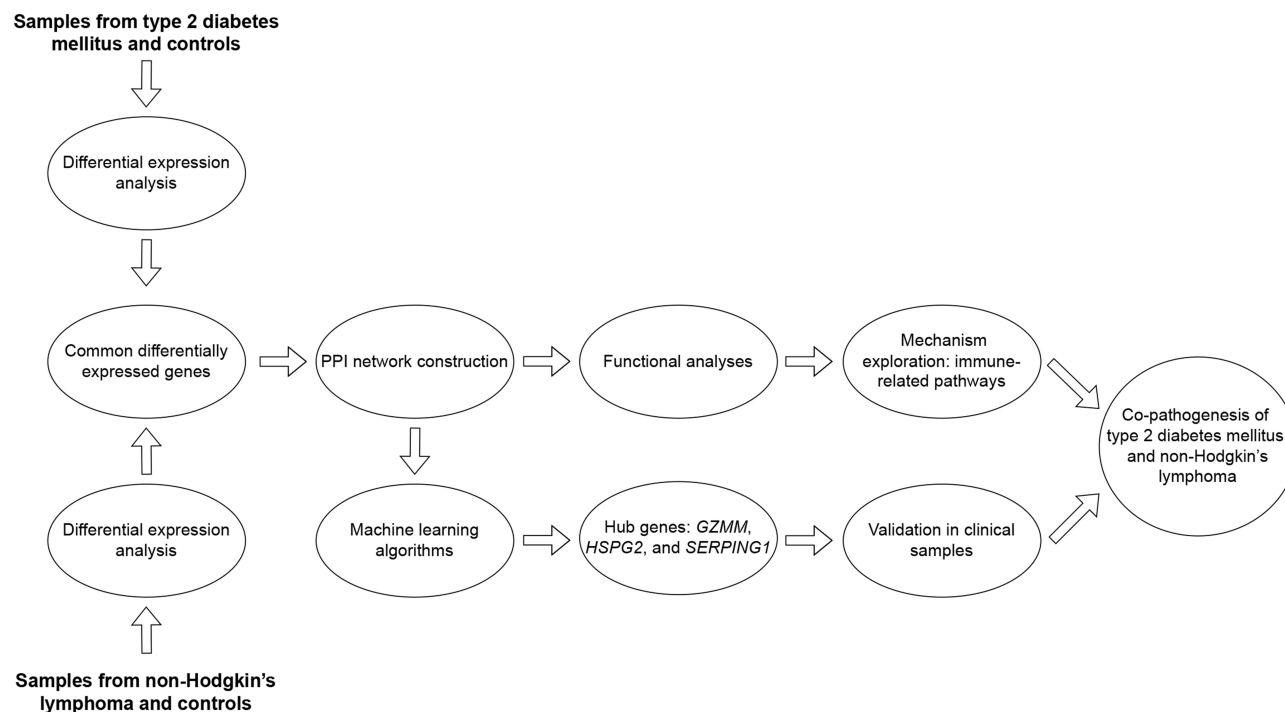 Samples from type 2 diabetes
mellitus and controls
Differential expression
analysis
Common differentially
expressed genes
PPI network construction
Functional analyses
Mechanism
exploration: immune-
related pathways
Co-pathogenesis of
type 2 diabetes mellitus
and non-Hodgkin’s
lymphoma
Differential expression
analysis
Machine learning
algorithms
Hub genes: GZMM,
HSPG2, and SERPING1
Validation in clinical
samples
Samples from non-Hodgkin’s
lymphoma and controls